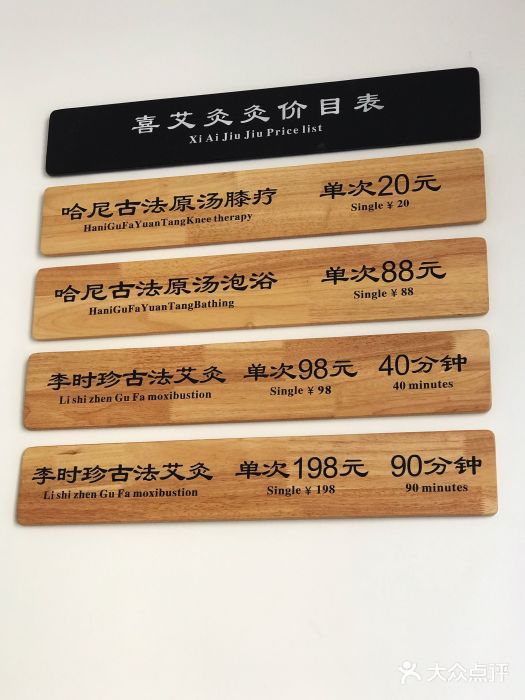 喜艾灸灸价目表
Xi Ai Jiu Jiu Price list
哈尼古法原汤膝疗 单次20元
HaniGuFaYuanTangKnee therapy Single ¥ 20
哈尼古法原汤泡浴 单次88元
HaniGuFaYuanTangBathing Single ¥ 88
李时珍古法艾灸 单次98元 40分钟
Li shi zhen Gu Fa moxibustion Single ¥ 98 40 minutes
李时珍古法艾灸 单次198元 90分钟
Li shi zhen Gu Fa moxibustion Single ¥ 198 90 minutes
大众点评